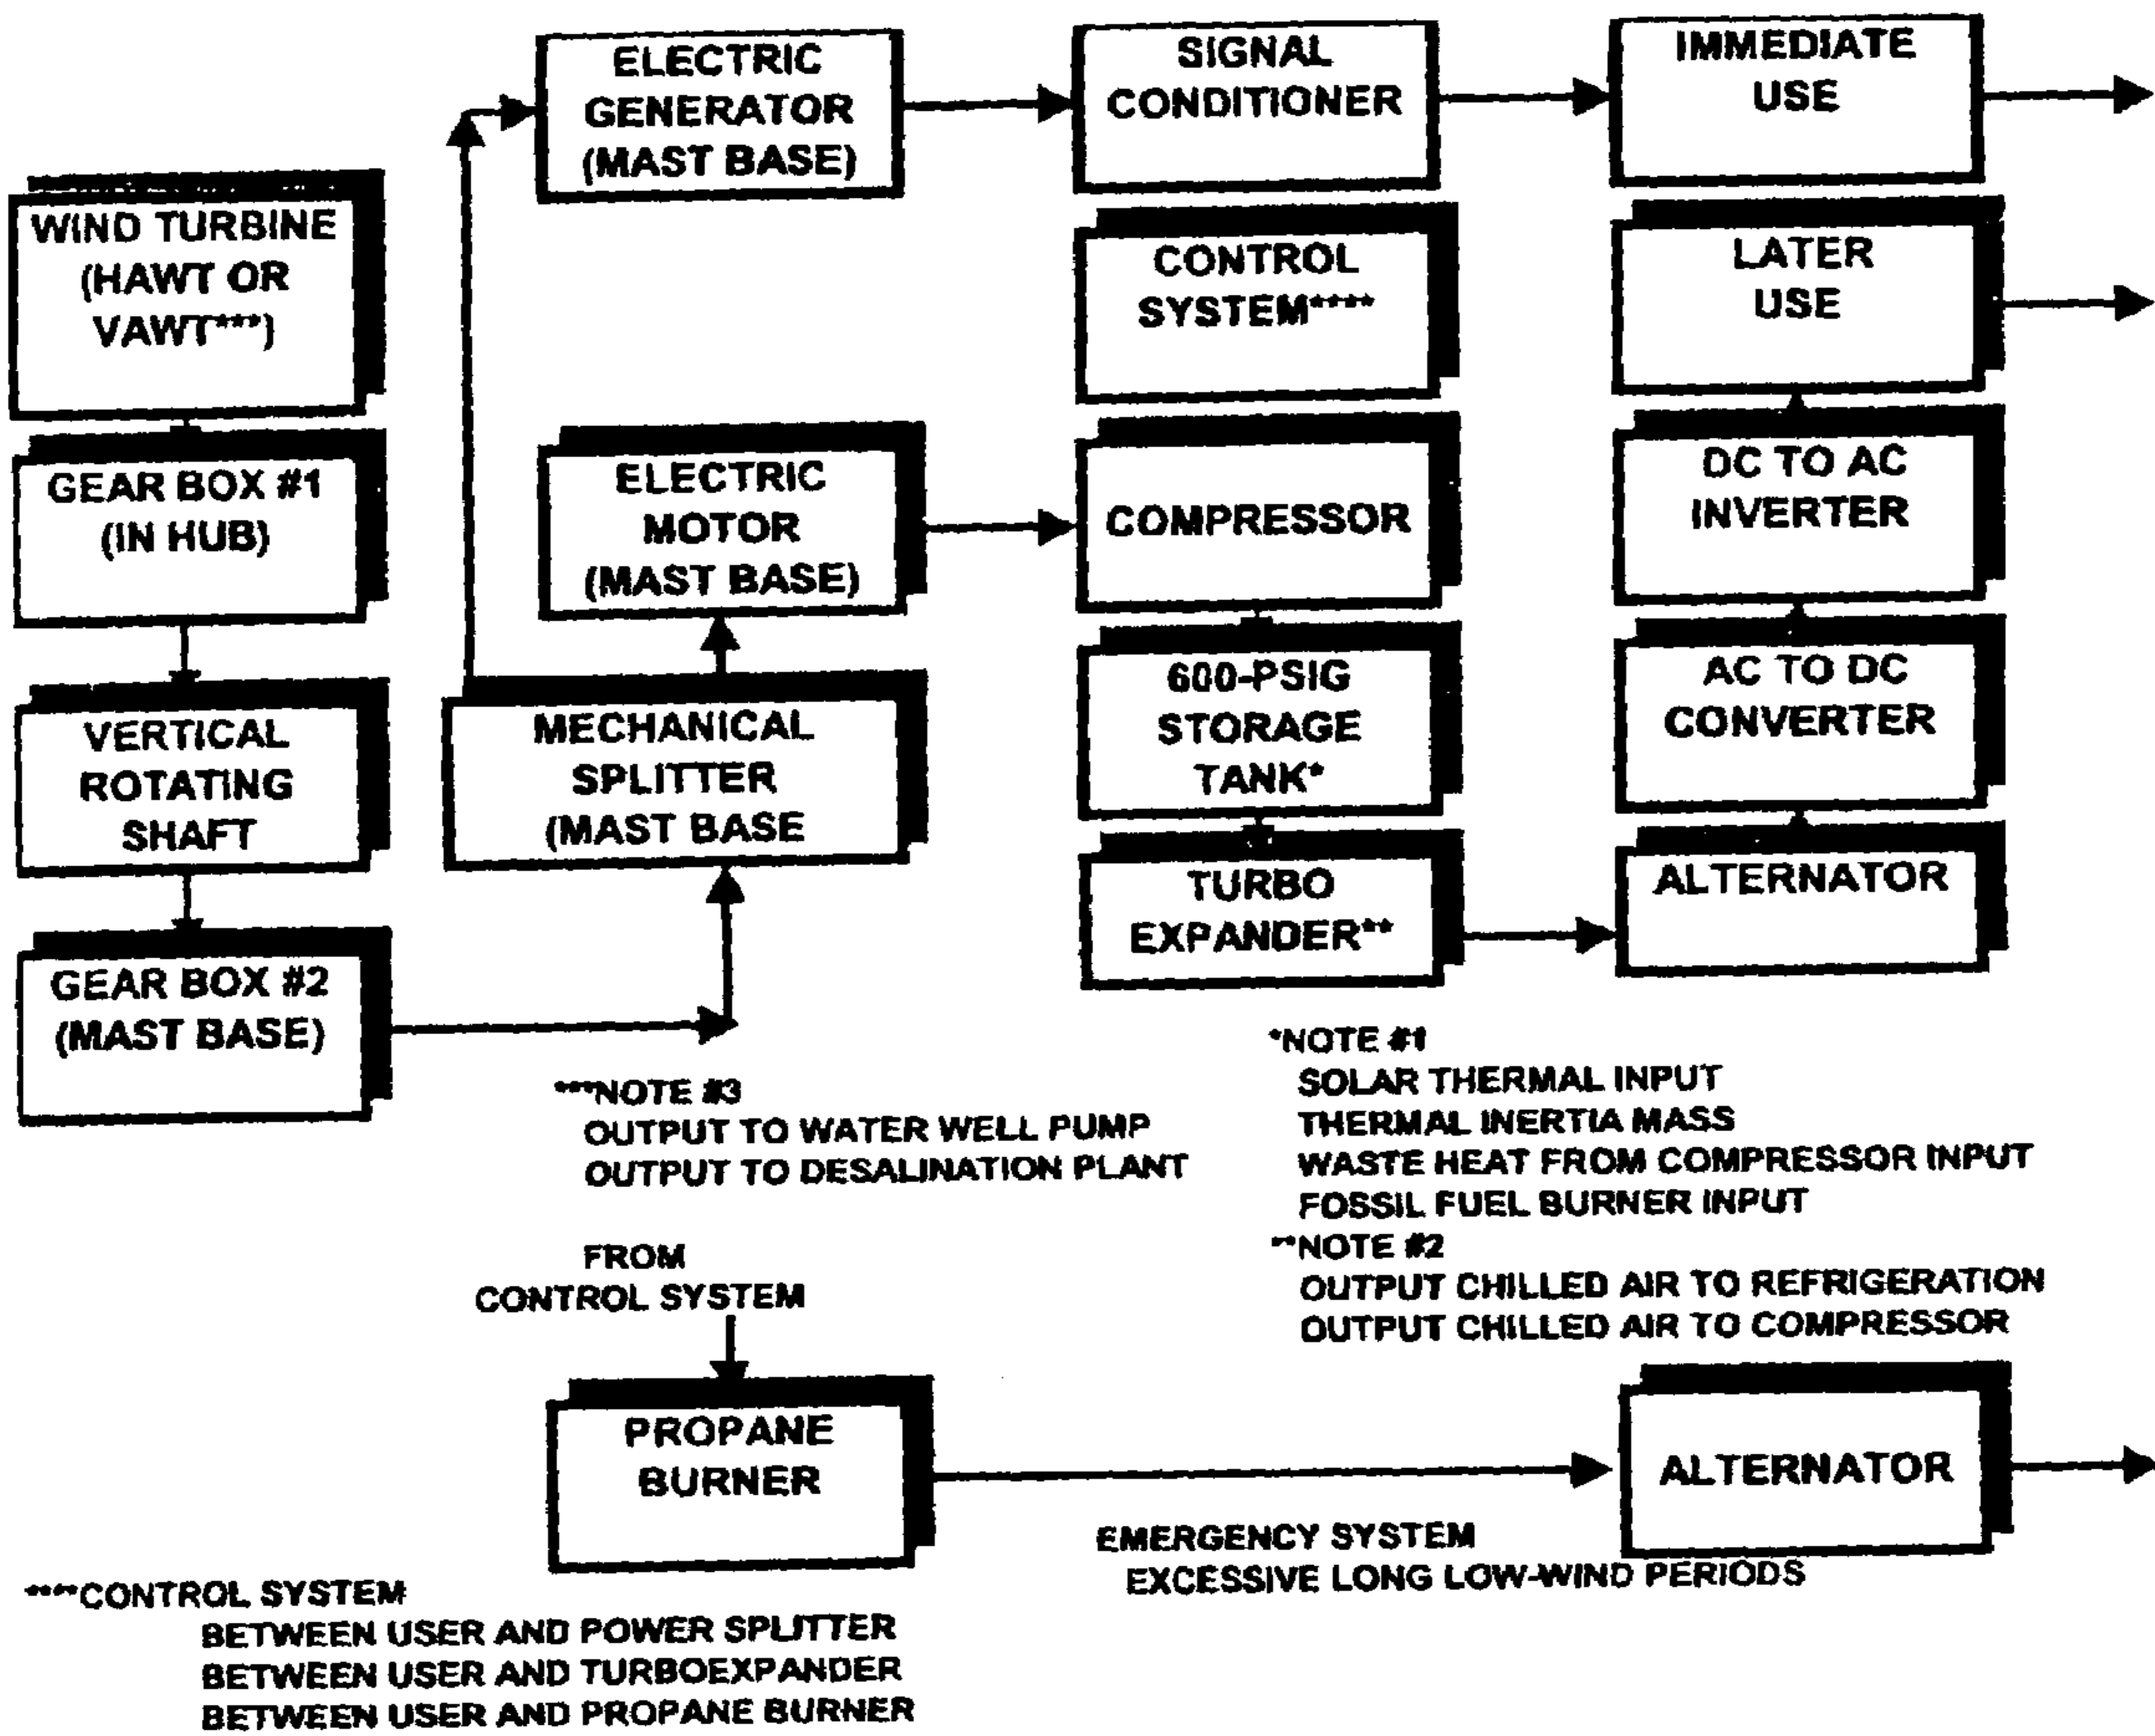 ELECTRIC
GENERATOR
(MAST BASE)
SIGNAL
CONDITIONER
IMMEDIATE
USE
WIND TURBINE
(HAWT OR
VAWT***)
CONTROL
SYSTEM****
LATER
USE
GEAR BOX #1
(IN HUB)
ELECTRIC
MOTOR
(MAST BASE)
COMPRESSOR
DC TO AC
INVERTER
VERTICAL
ROTATING
SHAFT
MECHANICAL
SPLITTER
(MAST BASE
600-PSIG
STORAGE
TANK*
AC TO DC
CONVERTER
GEAR BOX #2
(MAST BASE)
TURBO
EXPANDER**
ALTERNATOR
*NOTE #1
SOLAR THERMAL INPUT
THERMAL INERTIA MASS
WASTE HEAT FROM COMPRESSOR INPUT
FOSSIL FUEL BURNER INPUT
**NOTE #2
OUTPUT CHILLED AIR TO REFRIGERATION
OUTPUT CHILLED AIR TO COMPRESSOR
***NOTE #3
OUTPUT TO WATER WELL PUMP
OUTPUT TO DESALINATION PLANT
FROM
CONTROL SYSTEM
PROPANE
BURNER
ALTERNATOR
EMERGENCY SYSTEM
EXCESSIVE LONG LOW-WIND PERIODS
****CONTROL SYSTEM
BETWEEN USER AND POWER SPLITTER
BETWEEN USER AND TURBOEXPANDER
BETWEEN USER AND PROPANE BURNER